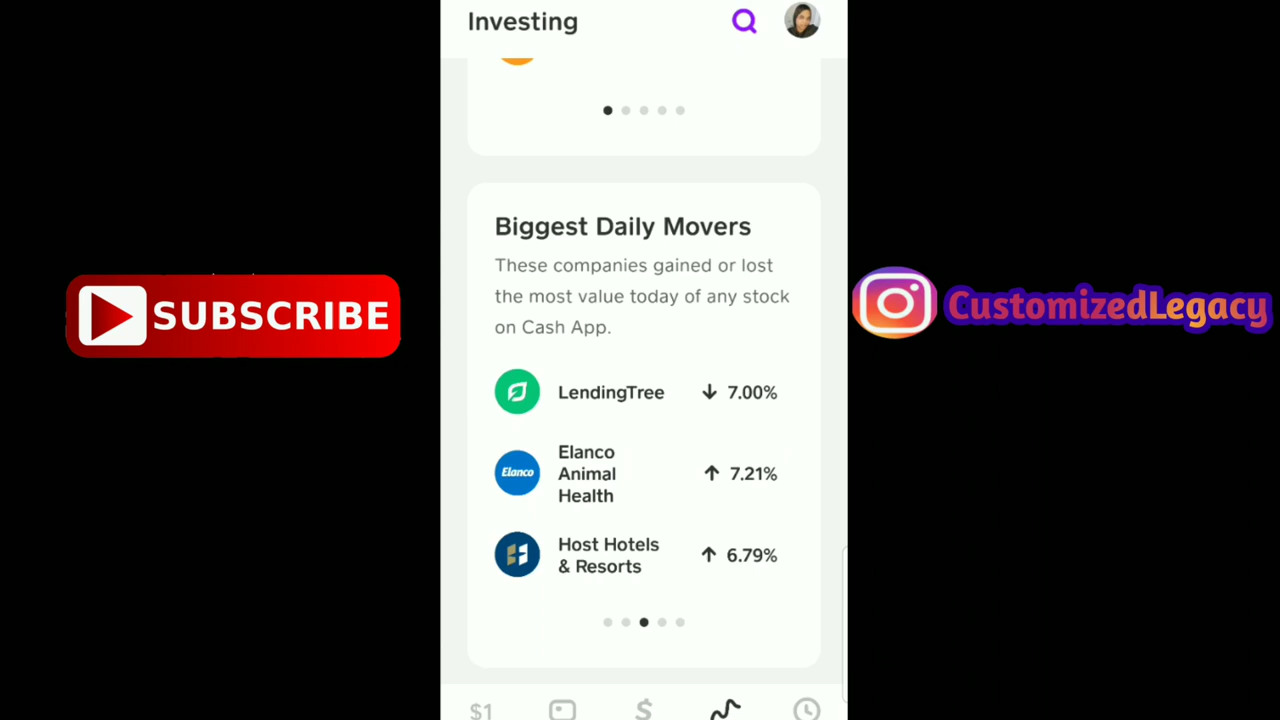 Investing
Biggest Daily Movers
These companies gained or lost
the most value today of any stock
on Cash App.
LendingTree ↓ 7.00%
Elanco
Elanco
Animal
Health
↑ 7.21%
Host Hotels
& Resorts
↑ 6.79%
$1
$
SUBSCRIBE
CustomizedLegacy